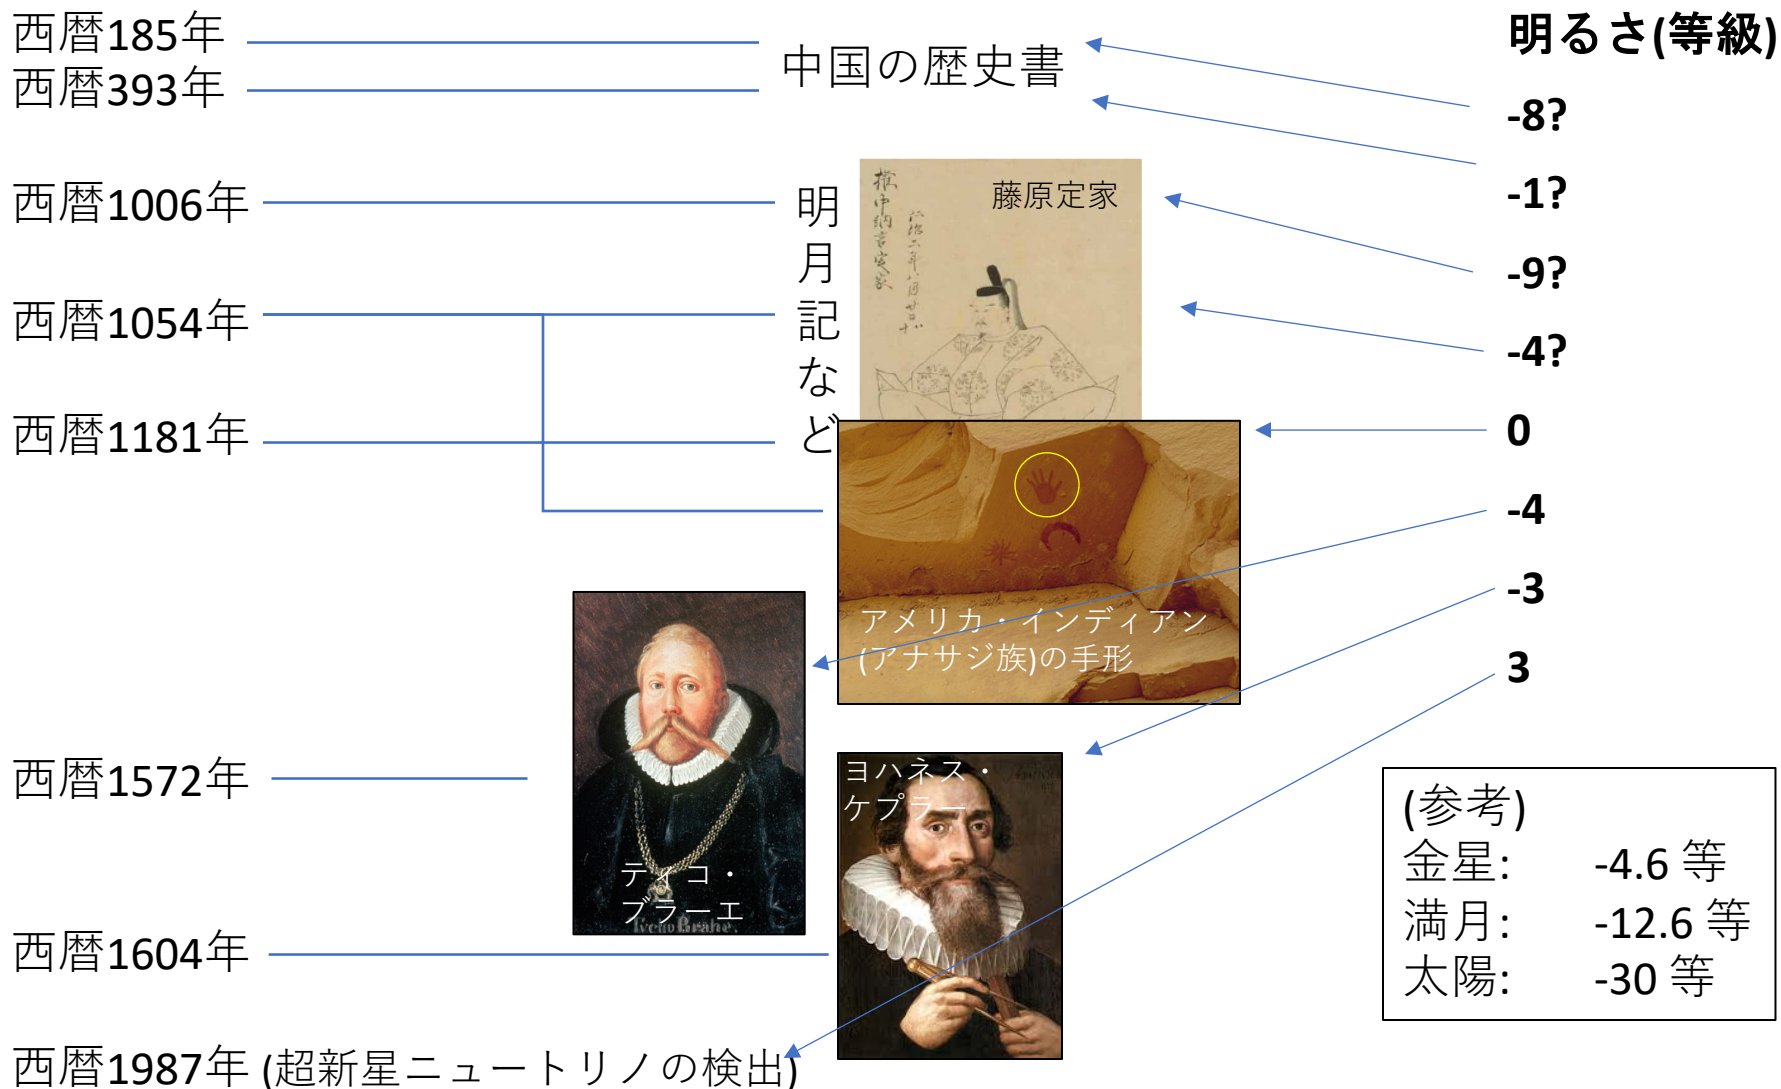 西暦185年
西暦393年
中国の歴史書
明るさ(等級)
-8?
-1?
西暦1006年
西暦1054年
西暦1181年
明月記など
権中納言定家
藤原定家
-9?
-4?
0
-4
-3
3
アメリカ・インディアン
(アナサジ族)の手形
西暦1572年
ティコ・
ブラーエ
ヨハネス・
ケプラー
西暦1604年
西暦1987年 (超新星ニュートリノの検出)
(参考)
金星: -4.6 等
満月: -12.6 等
太陽: -30 等